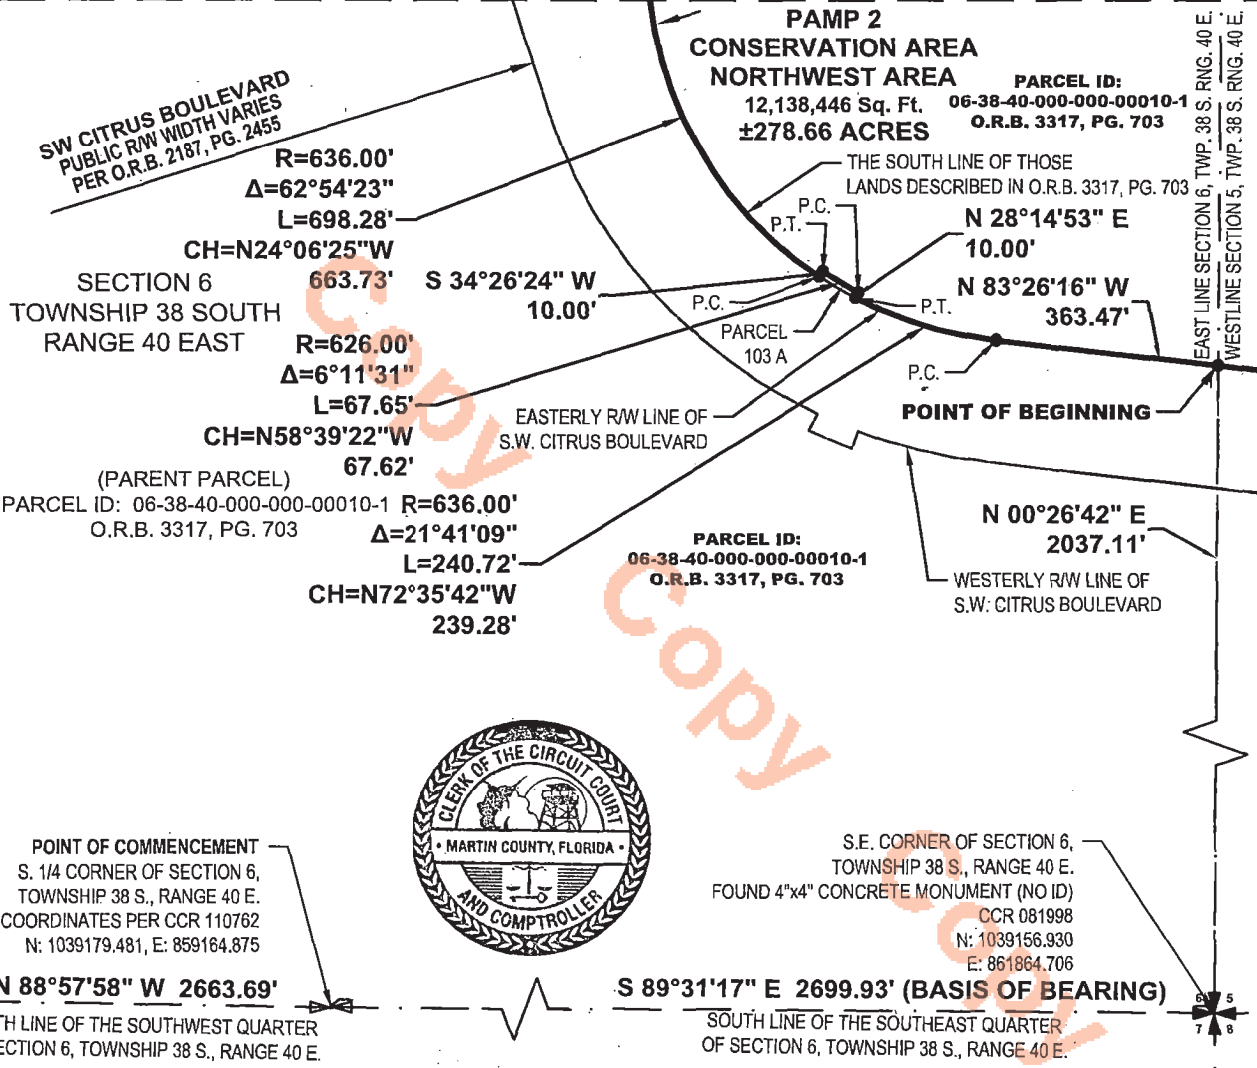 PAMP 2
CONSERVATION AREA
NORTHWEST AREA
12,138,446 Sq. Ft.
±278.66 ACRES
PARCEL ID:
06-38-40-000-000-00010-1
O.R.B. 3317, PG. 703
EAST LINE SECTION 6, TWP. 38 S. RNG. 40 E.
WESTLINE SECTION 5, TWP. 38 S. RNG. 40 E.
SW CITRUS BOULEVARD
PUBLIC R/W WIDTH VARIES
PER O.R.B. 2187, PG. 2455
R=636.00'
Δ=62°54'23"
L=698.28'
CH=N24°06'25"W
663.73'
THE SOUTH LINE OF THOSE
LANDS DESCRIBED IN O.R.B. 3317, PG. 703
P.C.
P.T.
N 28°14'53" E
10.00'
SECTION 6
TOWNSHIP 38 SOUTH
RANGE 40 EAST
S 34°26'24" W
10.00'
P.C.
P.T.
N 83°26'16" W
363.47'
PARCEL
103 A
R=626.00'
Δ=6°11'31"
L=67.65'
CH=N58°39'22"W
67.62'
P.C.
POINT OF BEGINNING
EASTERLY R/W LINE OF
S.W. CITRUS BOULEVARD
(PARENT PARCEL)
PARCEL ID: 06-38-40-000-000-00010-1
O.R.B. 3317, PG. 703
R=636.00'
Δ=21°41'09"
L=240.72'
CH=N72°35'42"W
239.28'
PARCEL ID:
06-38-40-000-000-00010-1
O.R.B. 3317, PG. 703
N 00°26'42" E
2037.11'
WESTERLY R/W LINE OF
S.W. CITRUS BOULEVARD
Copy
Copy
Copy
CLERK OF THE CIRCUIT COURT
• MARTIN COUNTY, FLORIDA •
AND COMPTROLLER
POINT OF COMMENCEMENT
S. 1/4 CORNER OF SECTION 6,
TOWNSHIP 38 S., RANGE 40 E.
COORDINATES PER CCR 110762
N: 1039179.481, E: 859164.875
S.E. CORNER OF SECTION 6,
TOWNSHIP 38 S., RANGE 40 E.
FOUND 4"x4" CONCRETE MONUMENT (NO ID)
CCR 081998
N: 1039156.930
E: 861864.706
N 88°57'58" W 2663.69'
TH LINE OF THE SOUTHWEST QUARTER
ECTION 6, TOWNSHIP 38 S., RANGE 40 E.
S 89°31'17" E 2699.93' (BASIS OF BEARING)
SOUTH LINE OF THE SOUTHEAST QUARTER
OF SECTION 6, TOWNSHIP 38 S., RANGE 40 E.
6 5
7 8